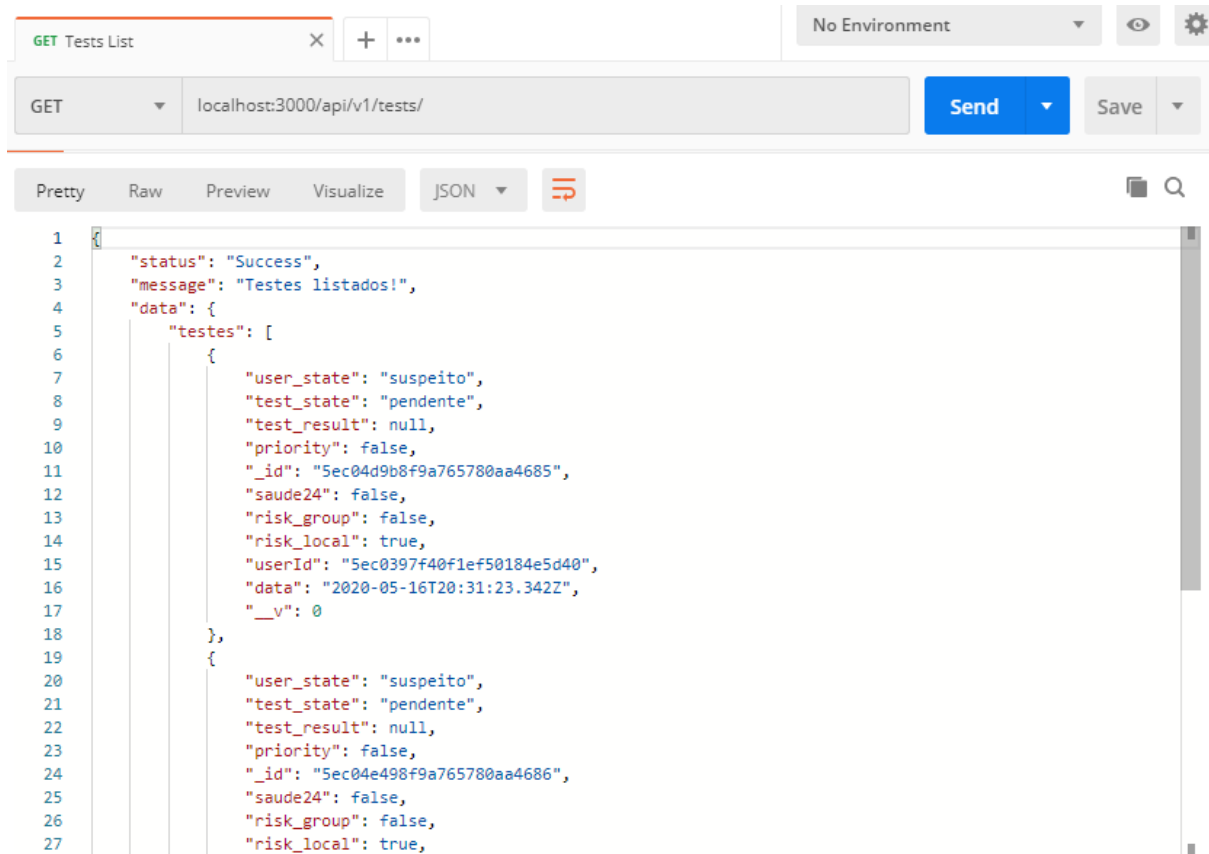 GET Tests List
No Environment
GET localhost:3000/api/v1/tests/ Send Save
Pretty Raw Preview Visualize JSON
1 {
2 "status": "Success",
3 "message": "Testes listados!",
4 "data": {
5 "testes": [
6 {
7 "user_state": "suspeito",
8 "test_state": "pendente",
9 "test_result": null,
10 "priority": false,
11 "_id": "5ec04d9b8f9a765780aa4685",
12 "saude24": false,
13 "risk_group": false,
14 "risk_local": true,
15 "userId": "5ec0397f40f1ef50184e5d40",
16 "data": "2020-05-16T20:31:23.342Z",
17 "__v": 0
18 },
19 {
20 "user_state": "suspeito",
21 "test_state": "pendente",
22 "test_result": null,
23 "priority": false,
24 "_id": "5ec04e498f9a765780aa4686",
25 "saude24": false,
26 "risk_group": false,
27 "risk_local": true,